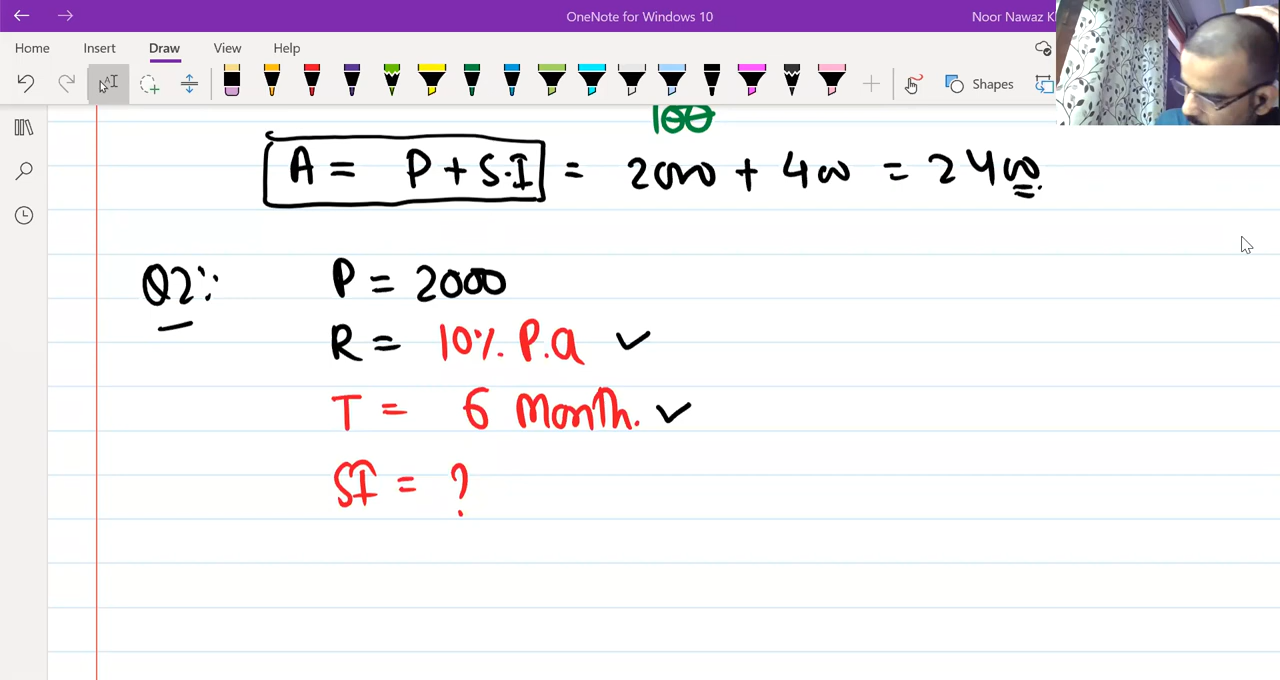 OneNote for Windows 10
Noor Nawaz K
Home Insert Draw View Help
Shapes
100
A = P + S.I = 2000 + 400 = 2400.
Q2:
P = 2000
R = 10% P.a ✓
T = 6 Month. ✓
SI = ?